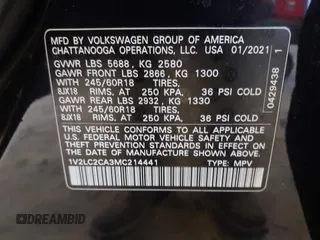 MFD. BY VOLKSWAGEN GROUP OF AMERICA
CHATTANOOGA OPERATIONS, LLC. USA 01/2021
GVWR LBS 5688, KG 2580
GAWR FRONT LBS 2866, KG 1300
WITH 245/60R18 TIRES,
8JX18 RIMS, AT 250 KPA/ 36 PSI COLD
GAWR REAR LBS 2932, KG 1330
WITH 245/60R18 TIRES,
8JX18 RIMS, AT 250 KPA/ 36 PSI COLD
THIS VEHICLE CONFORMS TO ALL APPLICABLE
FEDERAL MOTOR VEHICLE SAFETY AND
THEFT PREVENTION STANDARDS IN EFFECT
ON THE DATE OF MANUFACTURE SHOWN ABOVE.
1V2LC2CA3MC214441 TYPE: MPV
0429438 1
DREAMBID